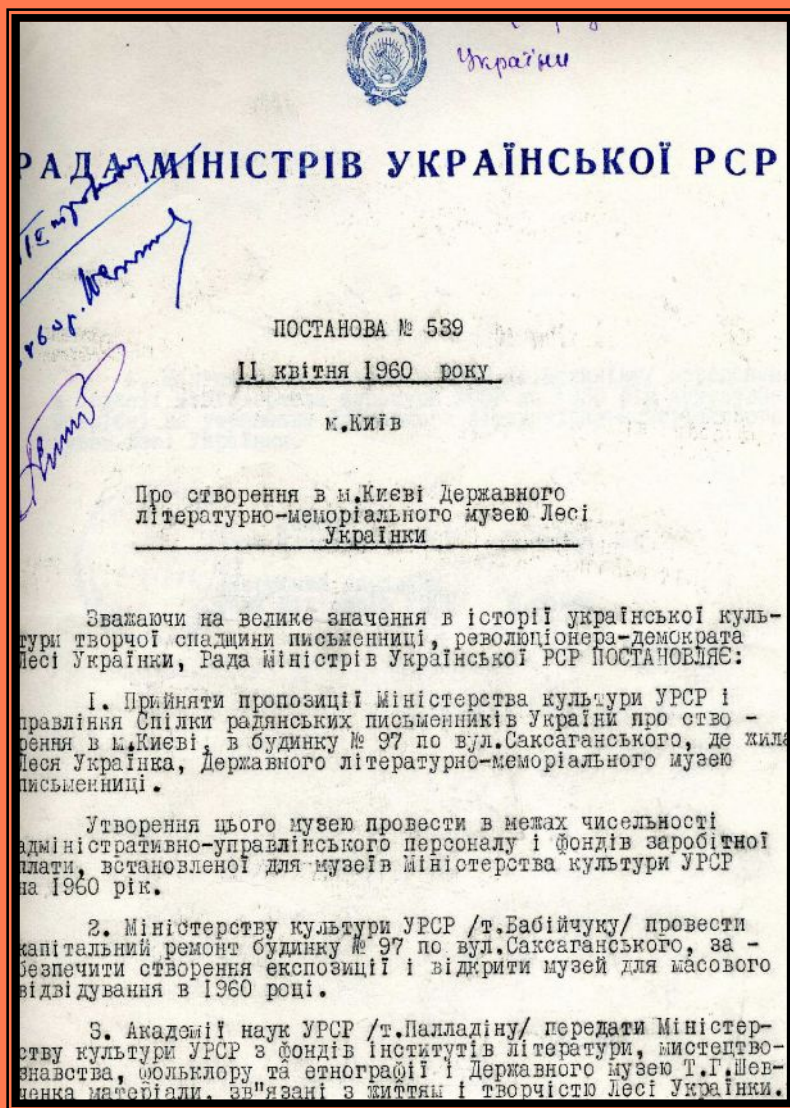 України
РАДА МІНІСТРІВ УКРАЇНСЬКОЇ РСР
ПОСТАНОВА № 539
11 квітня 1960 року
м.Київ
Про створення в м.Києві Державного
літературно-меморіального музею Лесі
Українки
Зважаючи на велике значення в історії української куль-
тури творчої спадщини письменниці, революціонера-демократа
Лесі Українки, Рада Міністрів Української РСР ПОСТАНОВЛЯЄ:
1. Прийняти пропозиції Міністерства культури УРСР і
правління Спілки радянських письменників України про ство -
рення в м.Києві, в будинку № 97 по вул.Саксаганського, де жила
Леся Українка, Державного літературно-меморіального музею
письменниці.
Утворення цього музею провести в межах чисельності
адміністративно-управлінського персоналу і фондів заробітної
плати, встановленої для музеїв Міністерства культури УРСР
на 1960 рік.
2. Міністерству культури УРСР /т.Бабійчуку/ провести
капітальний ремонт будинку № 97 по вул.Саксаганського, за -
безпечити створення експозиції і відкрити музей для масового
відвідування в 1960 році.
3. Академії наук УРСР /т.Палладіну/ передати Міністер-
ству культури УРСР з фондів інститутів літератури, мистецтво-
знавства, фольклору та етнографії і Державного музею Т.Г.Шев-
ченка матеріали, зв"язані з життям і творчістю Лесі Українки.